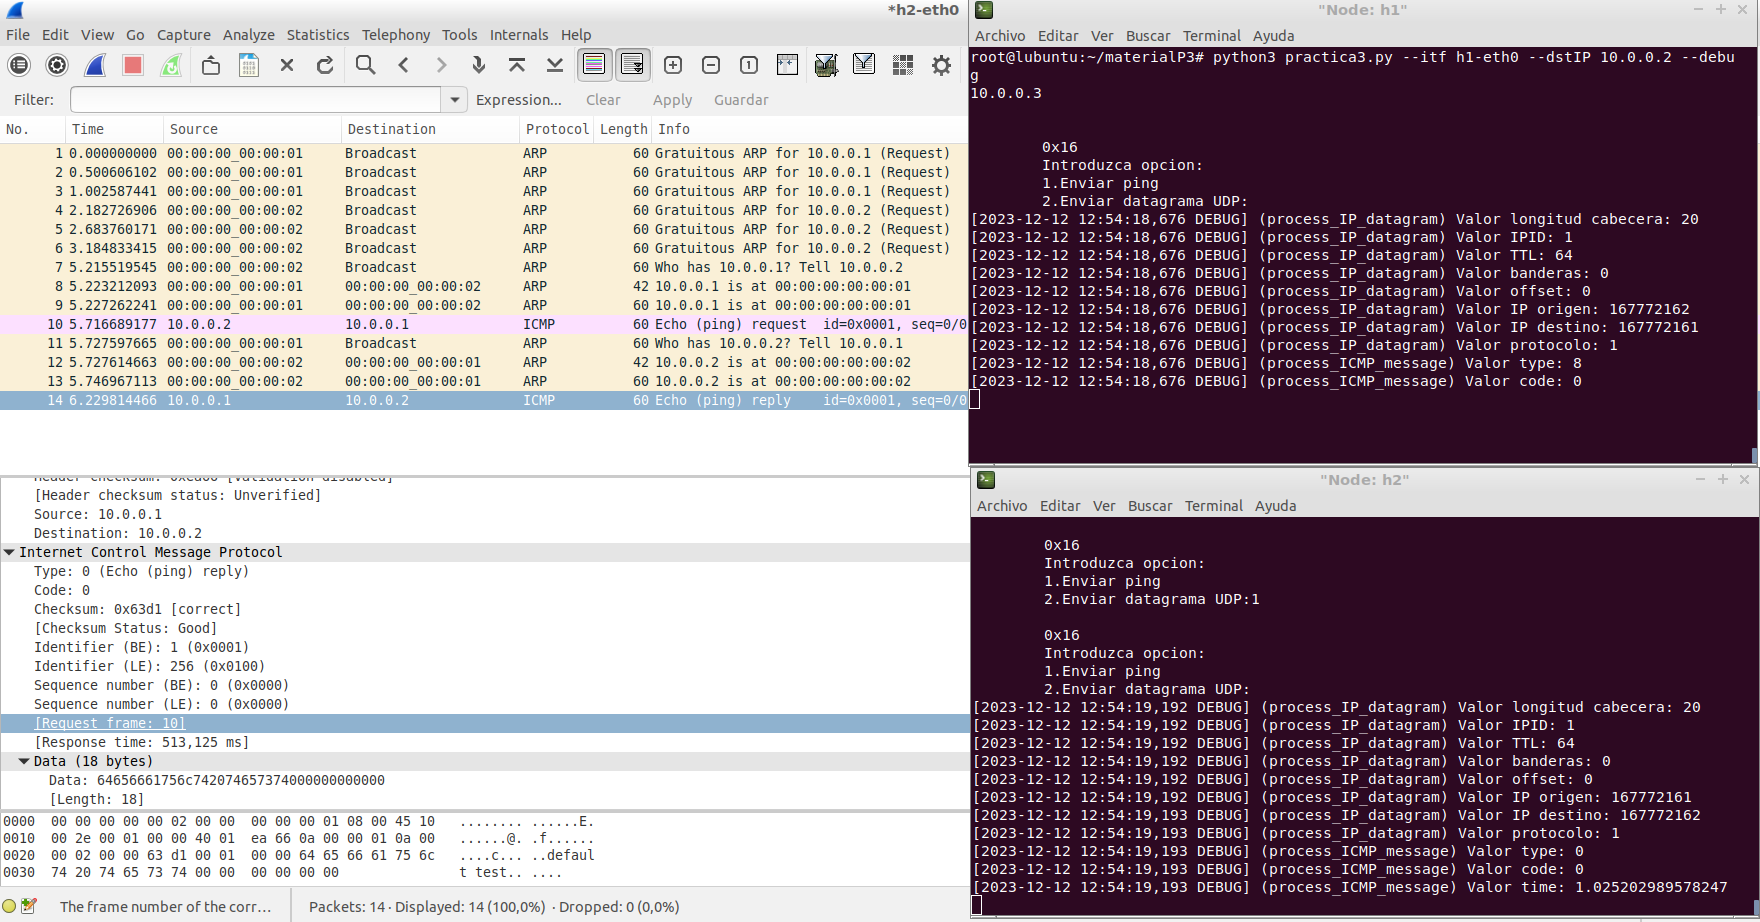 *h2-eth0
File Edit View Go Capture Analyze Statistics Telephony Tools Internals Help
Filter: Expression... Clear Apply Guardar
No. Time Source Destination Protocol Length Info
1 0.000000000 00:00:00_00:00:01 Broadcast ARP 60 Gratuitous ARP for 10.0.0.1 (Request)
2 0.500606102 00:00:00_00:00:01 Broadcast ARP 60 Gratuitous ARP for 10.0.0.1 (Request)
3 1.002587441 00:00:00_00:00:01 Broadcast ARP 60 Gratuitous ARP for 10.0.0.1 (Request)
4 2.182726906 00:00:00_00:00:02 Broadcast ARP 60 Gratuitous ARP for 10.0.0.2 (Request)
5 2.683760171 00:00:00_00:00:02 Broadcast ARP 60 Gratuitous ARP for 10.0.0.2 (Request)
6 3.184833415 00:00:00_00:00:02 Broadcast ARP 60 Gratuitous ARP for 10.0.0.2 (Request)
7 5.215519545 00:00:00_00:00:02 Broadcast ARP 60 Who has 10.0.0.1? Tell 10.0.0.2
8 5.223212093 00:00:00_00:00:01 00:00:00_00:00:02 ARP 42 10.0.0.1 is at 00:00:00:00:00:01
9 5.227262241 00:00:00_00:00:01 00:00:00_00:00:02 ARP 60 10.0.0.1 is at 00:00:00:00:00:01
10 5.716689177 10.0.0.2 10.0.0.1 ICMP 60 Echo (ping) request id=0x0001, seq=0/0
11 5.727597665 00:00:00_00:00:01 Broadcast ARP 60 Who has 10.0.0.2? Tell 10.0.0.1
12 5.727614663 00:00:00_00:00:02 00:00:00_00:00:01 ARP 42 10.0.0.2 is at 00:00:00:00:00:02
13 5.746967113 00:00:00_00:00:02 00:00:00_00:00:01 ARP 60 10.0.0.2 is at 00:00:00:00:00:02
14 6.229814466 10.0.0.1 10.0.0.2 ICMP 60 Echo (ping) reply id=0x0001, seq=0/0
[Header checksum status: Unverified]
Source: 10.0.0.1
Destination: 10.0.0.2
Internet Control Message Protocol
Type: 0 (Echo (ping) reply)
Code: 0
Checksum: 0x63d1 [correct]
[Checksum Status: Good]
Identifier (BE): 1 (0x0001)
Identifier (LE): 256 (0x0100)
Sequence number (BE): 0 (0x0000)
Sequence number (LE): 0 (0x0000)
[Request frame: 10]
[Response time: 513,125 ms]
Data (18 bytes)
Data: 64656661756c742074657374000000000000
[Length: 18]
0000 00 00 00 00 00 02 00 00 00 00 00 01 08 00 45 10 ........ ......E.
0010 00 2e 00 01 00 00 40 01 ea 66 0a 00 00 01 0a 00 ......@. .f......
0020 00 02 00 00 63 d1 00 01 00 00 64 65 66 61 75 6c ....c... ..defaul
0030 74 20 74 65 73 74 00 00 00 00 00 00 t test.. ....
The frame number of the corr... Packets: 14 · Displayed: 14 (100,0%) · Dropped: 0 (0,0%)
"Node: h1"
Archivo Editar Ver Buscar Terminal Ayuda
root@lubuntu:~/materialP3# python3 practica3.py --itf h1-eth0 --dstIP 10.0.0.2 --debu
g
10.0.0.3
0x16
Introduzca opcion:
1.Enviar ping
2.Enviar datagrama UDP:
[2023-12-12 12:54:18,676 DEBUG] (process_IP_datagram) Valor longitud cabecera: 20
[2023-12-12 12:54:18,676 DEBUG] (process_IP_datagram) Valor IPID: 1
[2023-12-12 12:54:18,676 DEBUG] (process_IP_datagram) Valor TTL: 64
[2023-12-12 12:54:18,676 DEBUG] (process_IP_datagram) Valor banderas: 0
[2023-12-12 12:54:18,676 DEBUG] (process_IP_datagram) Valor offset: 0
[2023-12-12 12:54:18,676 DEBUG] (process_IP_datagram) Valor IP origen: 167772162
[2023-12-12 12:54:18,676 DEBUG] (process_IP_datagram) Valor IP destino: 167772161
[2023-12-12 12:54:18,676 DEBUG] (process_IP_datagram) Valor protocolo: 1
[2023-12-12 12:54:18,676 DEBUG] (process_ICMP_message) Valor type: 8
[2023-12-12 12:54:18,676 DEBUG] (process_ICMP_message) Valor code: 0
"Node: h2"
Archivo Editar Ver Buscar Terminal Ayuda
0x16
Introduzca opcion:
1.Enviar ping
2.Enviar datagrama UDP:1
0x16
Introduzca opcion:
1.Enviar ping
2.Enviar datagrama UDP:
[2023-12-12 12:54:19,192 DEBUG] (process_IP_datagram) Valor longitud cabecera: 20
[2023-12-12 12:54:19,192 DEBUG] (process_IP_datagram) Valor IPID: 1
[2023-12-12 12:54:19,192 DEBUG] (process_IP_datagram) Valor TTL: 64
[2023-12-12 12:54:19,192 DEBUG] (process_IP_datagram) Valor banderas: 0
[2023-12-12 12:54:19,192 DEBUG] (process_IP_datagram) Valor offset: 0
[2023-12-12 12:54:19,192 DEBUG] (process_IP_datagram) Valor IP origen: 167772161
[2023-12-12 12:54:19,193 DEBUG] (process_IP_datagram) Valor IP destino: 167772162
[2023-12-12 12:54:19,193 DEBUG] (process_IP_datagram) Valor protocolo: 1
[2023-12-12 12:54:19,193 DEBUG] (process_ICMP_message) Valor type: 0
[2023-12-12 12:54:19,193 DEBUG] (process_ICMP_message) Valor code: 0
[2023-12-12 12:54:19,193 DEBUG] (process_ICMP_message) Valor time: 1.025202989578247